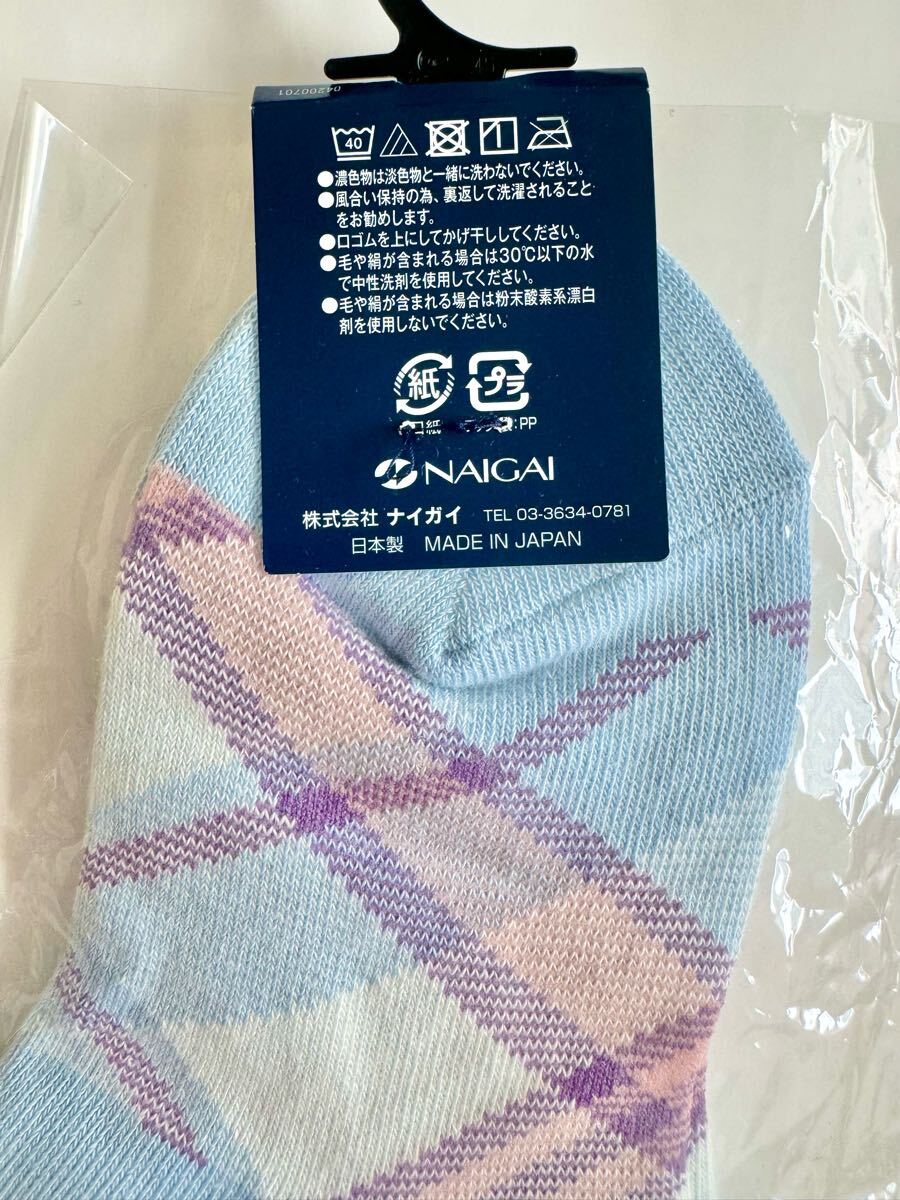 04200701
40
●濃色物は淡色物と一緒に洗わないでください。
●風合い保持の為、裏返して洗濯されること
をお勧めします。
●口ゴムを上にしてかげ干ししてください。
●毛や絹が含まれる場合は30℃以下の水
で中性洗剤を使用してください。
●毛や絹が含まれる場合は粉末酸素系漂白
剤を使用しないでください。
紙 プラ
紙 :PP
NAIGAI
株式会社 ナイガイ TEL 03-3634-0781
日本製 MADE IN JAPAN